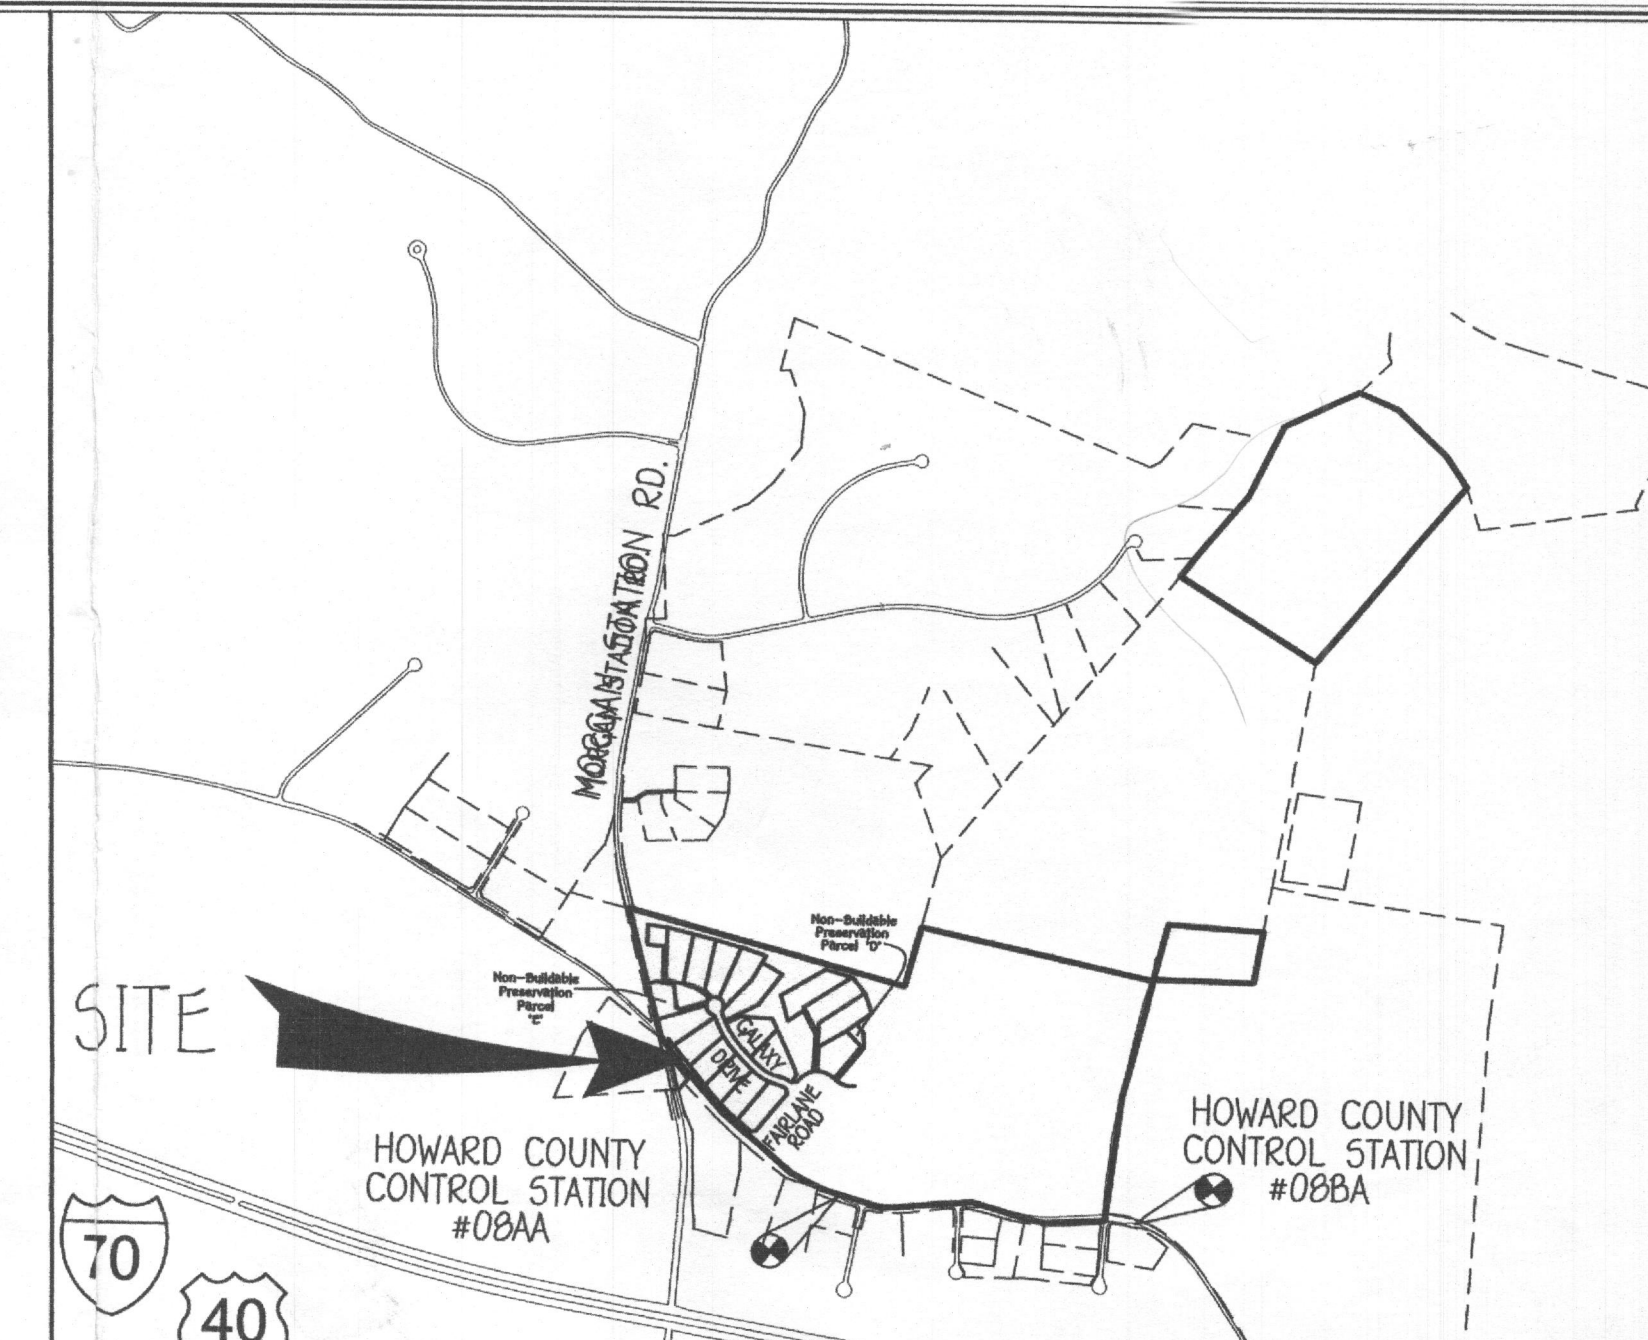 MORGAN STATION RD.
Non-Buildable
Preservation
Parcel 'D'
Non-Buildable
Preservation
Parcel
'C'
SITE
GALAXY
DRIVE
FAIRLANE
ROAD
HOWARD COUNTY
CONTROL STATION
#08AA
HOWARD COUNTY
CONTROL STATION
#08BA
70
40